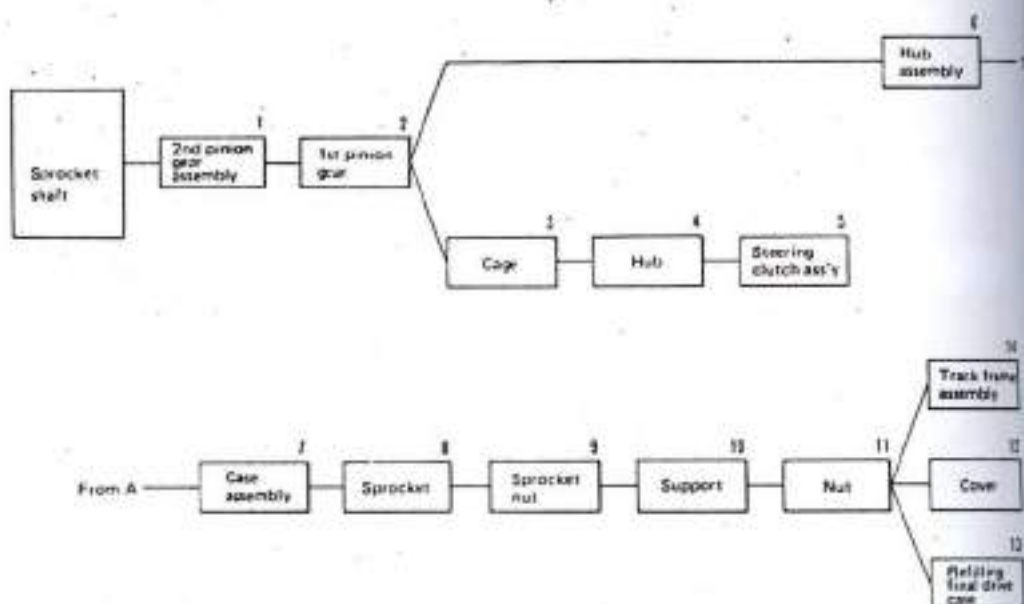 6
Hub
assembly
1
2
Sprocket
shaft
2nd pinion
gear
assembly
1st pinion
gear
3
4
5
Cage
Hub
Steering
clutch ass'y
14
Track frame
assembly
7
8
9
10
11
12
From A
Case
assembly
Sprocket
Sprocket
nut
Support
Nut
Cover
13
Refilling
final drive
case